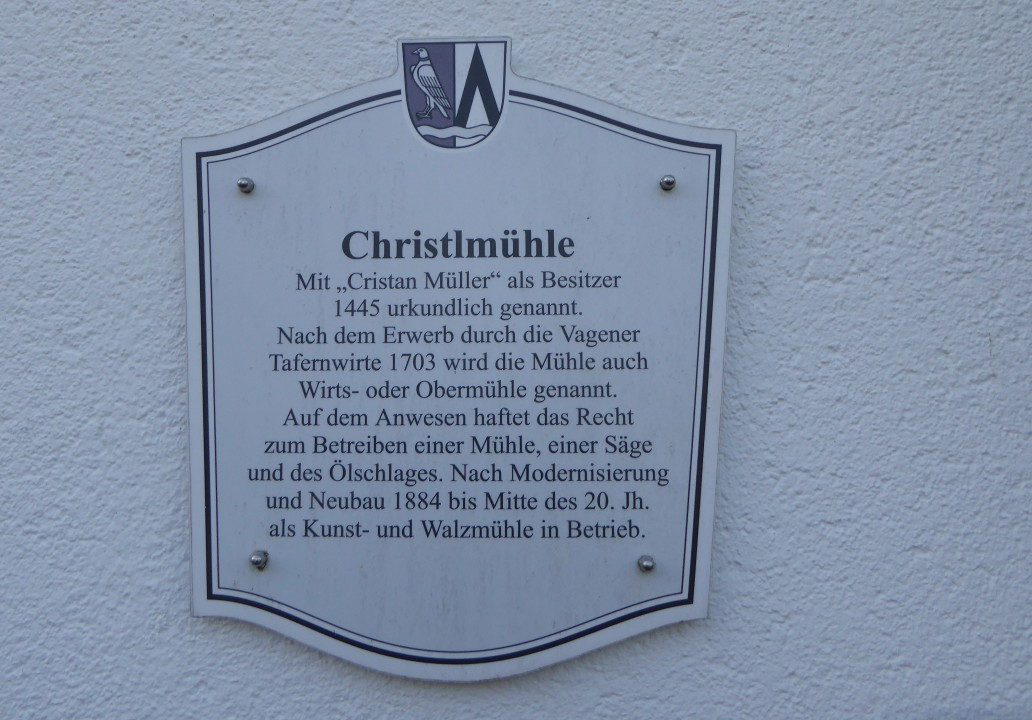 Christlmühle
Mit „Cristan Müller“ als Besitzer
1445 urkundlich genannt.
Nach dem Erwerb durch die Vagener
Tafernwirte 1703 wird die Mühle auch
Wirts- oder Obermühle genannt.
Auf dem Anwesen haftet das Recht
zum Betreiben einer Mühle, einer Säge
und des Ölschlages. Nach Modernisierung
und Neubau 1884 bis Mitte des 20. Jh.
als Kunst- und Walzmühle in Betrieb.